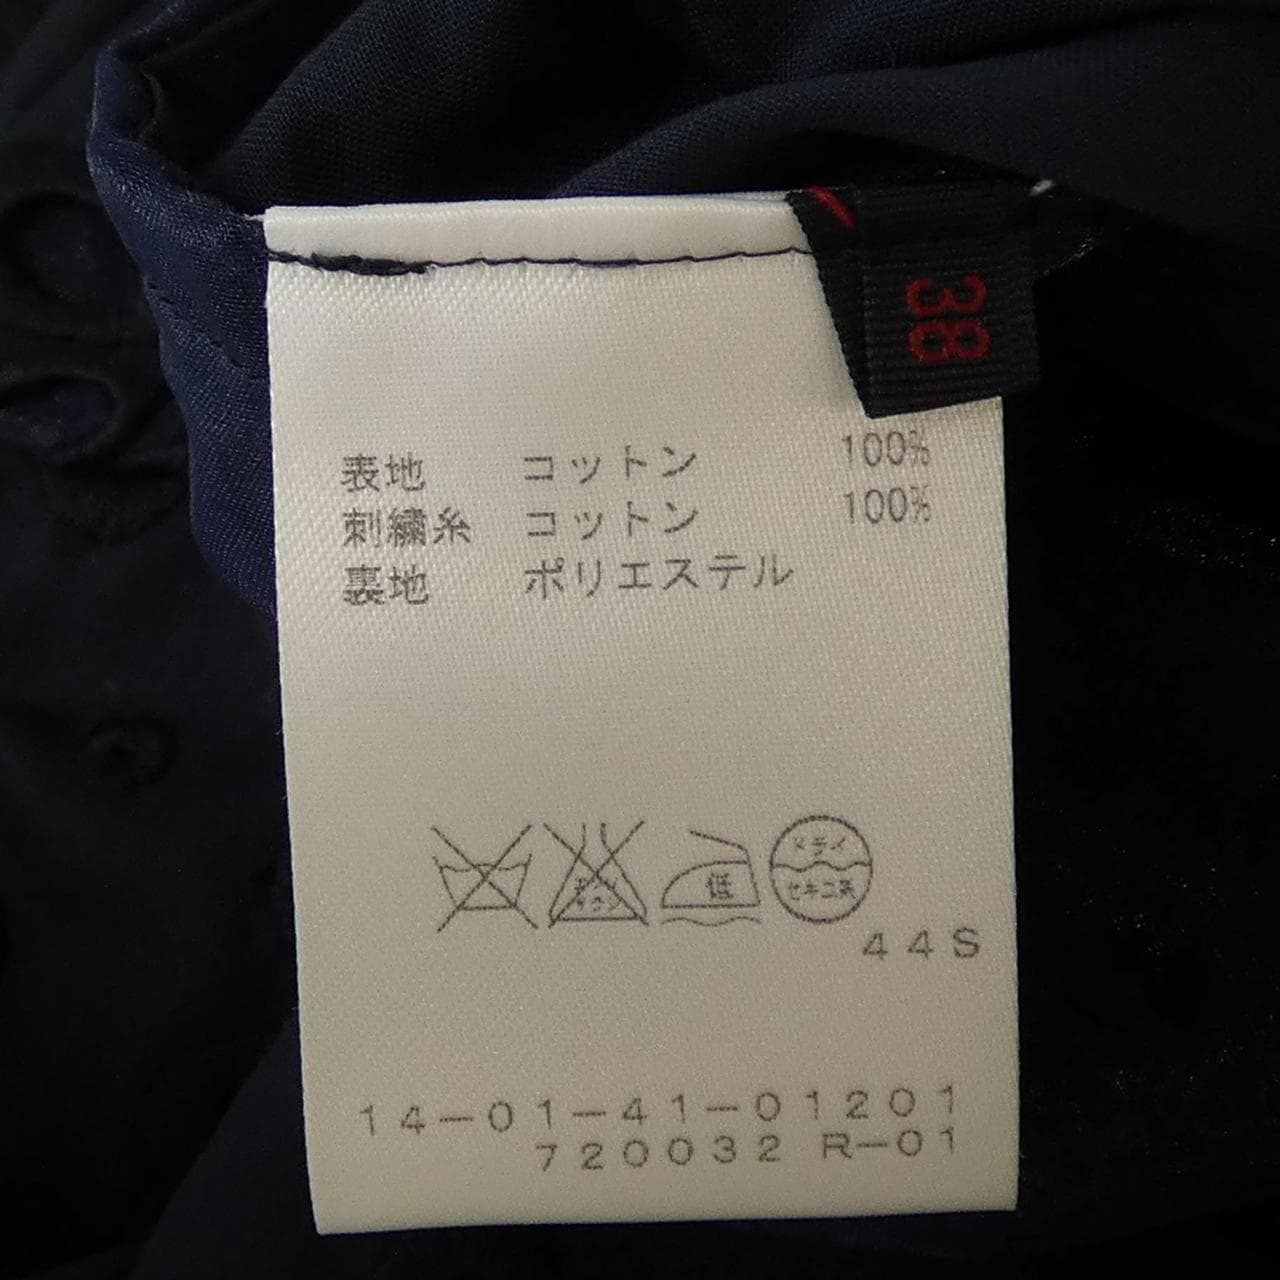 38
表地 コットン 100%
刺繍糸 コットン 100%
裏地 ポリエステル
低
ドライ
セキユ系
44S
14-01-41-01201
720032 R-01